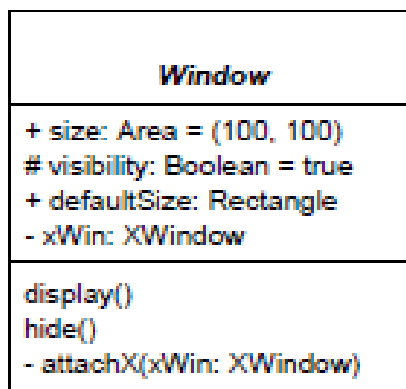 Window
+ size: Area = (100, 100)
# visibility: Boolean = true
+ defaultSize: Rectangle
- xWin: XWindow
display()
hide()
- attachX(xWin: XWindow)